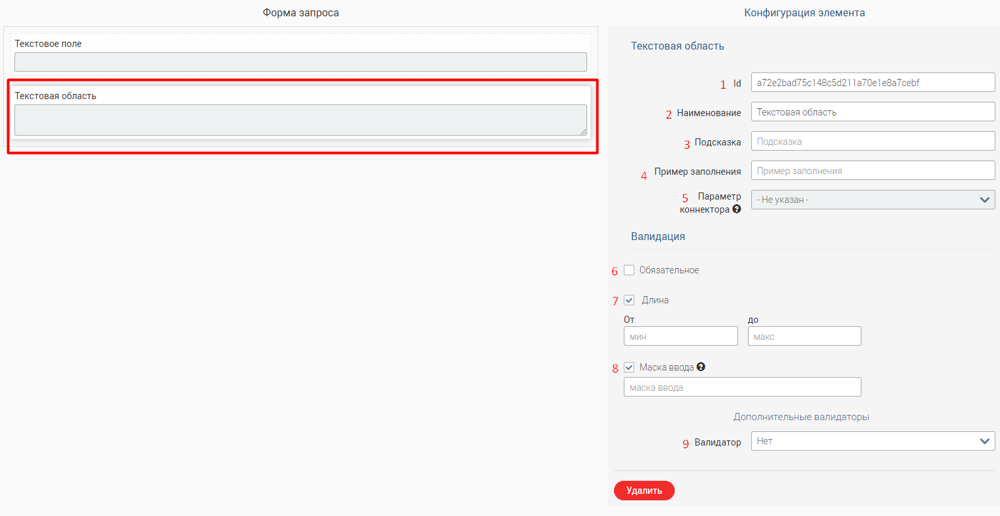 Форма запроса
Текстовое поле
Текстовая область
Конфигурация элемента
Текстовая область
1 Id a72e2bad75c148c5d211a70e1e8a7cebf
2 Наименование Текстовая область
3 Подсказка Подсказка
4 Пример заполнения Пример заполнения
5 Параметр
коннектора ? - Не указан -
Валидация
6 Обязательное
7 Длина
От до
мин макс
8 Маска ввода ?
маска ввода
Дополнительные валидаторы
9 Валидатор Нет
Удалить